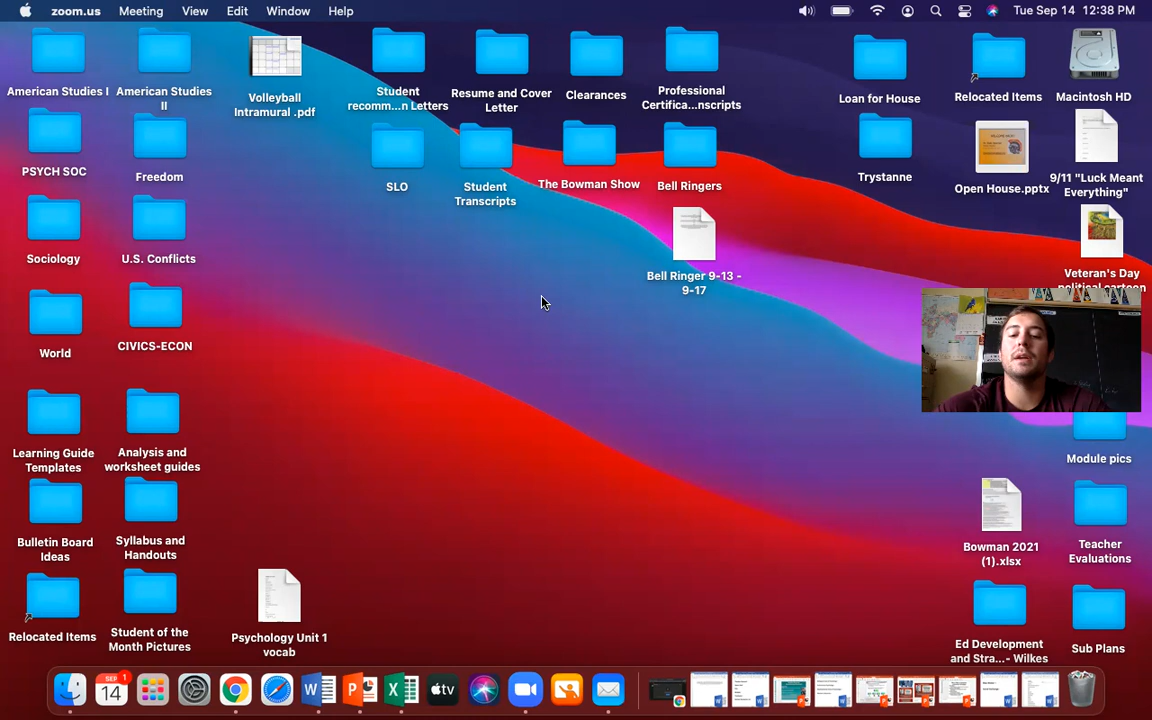 zoom.us Meeting View Edit Window Help Tue Sep 14 12:38 PM
American Studies I
American Studies
II
Volleyball
Intramural .pdf
Student
recomm...n Letters
Resume and Cover
Letter
Clearances
Professional
Certifica...nscripts
Loan for House
Relocated Items
Macintosh HD
PSYCH SOC
Freedom
SLO
Student
Transcripts
The Bowman Show
Bell Ringers
Trystanne
Open House.pptx
9/11 "Luck Meant
Everything"
Sociology
U.S. Conflicts
Bell Ringer 9-13 -
9-17
Veteran's Day
political cartoon
World
CIVICS-ECON
Learning Guide
Templates
Analysis and
worksheet guides
Module pics
Bulletin Board
Ideas
Syllabus and
Handouts
Bowman 2021
(1).xlsx
Teacher
Evaluations
Relocated Items
Student of the
Month Pictures
Psychology Unit 1
vocab
Ed Development
and Stra...- Wilkes
Sub Plans
SEP
14
1
tv